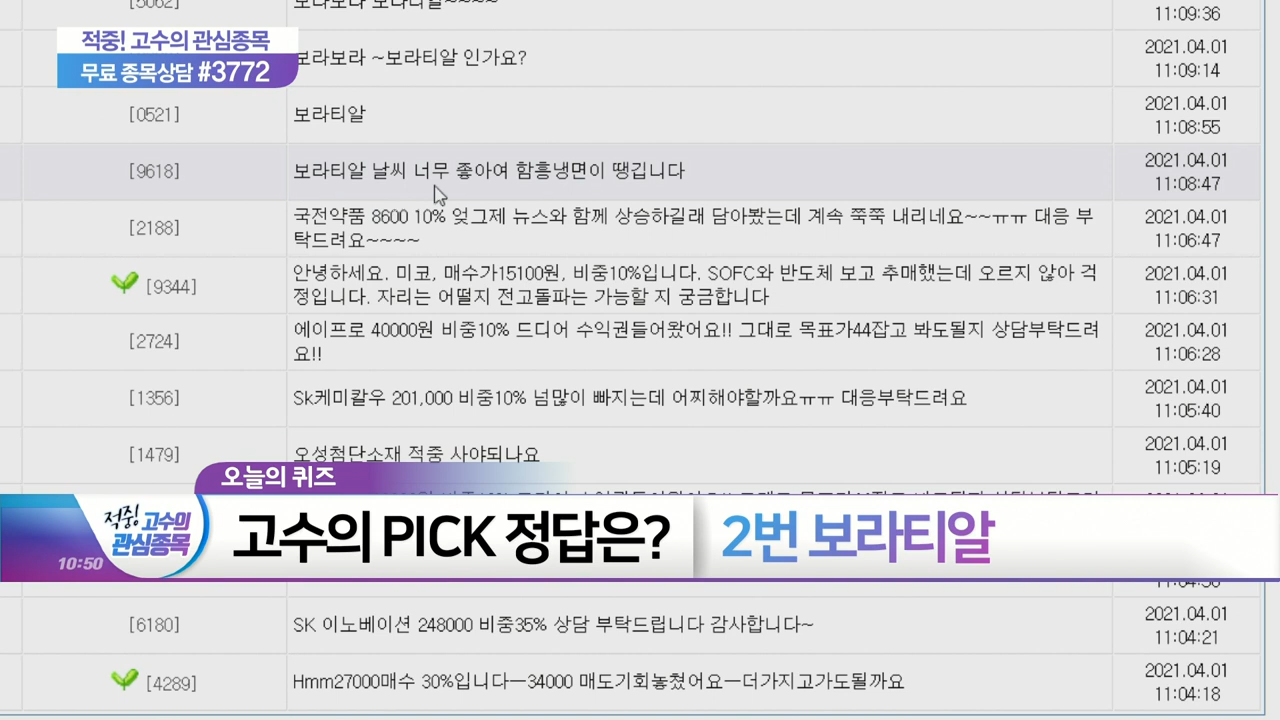 [5062]
보라보라 보라티알~~~~
11:09:36
적중! 고수의 관심종목
무료 종목상담 #3772
보라보라 ~보라티알 인가요?
2021.04.01
11:09:14
[0521]
보라티알
2021.04.01
11:08:55
[9618]
보라티알 날씨 너무 좋아여 함흥냉면이 땡깁니다
2021.04.01
11:08:47
[2188]
국전약품 8600 10% 엊그제 뉴스와 함께 상승하길래 담아봤는데 계속 쭉쭉 내리네요~~ㅠㅠ 대응 부
탁드려요~~~~
2021.04.01
11:06:47
[9344]
안녕하세요. 미코, 매수가15100원, 비중10%입니다. SOFC와 반도체 보고 추매했는데 오르지 않아 걱
정입니다. 자리는 어떨지 전고돌파는 가능할 지 궁금합니다
2021.04.01
11:06:31
[2724]
에이프로 40000원 비중10% 드디어 수익권들어왔어요!! 그대로 목표가44잡고 봐도될지 상담부탁드려
요!!
2021.04.01
11:06:28
[1356]
Sk케미칼우 201,000 비중10% 넘많이 빠지는데 어찌해야할까요ㅠㅠ 대응부탁드려요
2021.04.01
11:05:40
[1479]
오성첨단소재 적중 사야되나요
2021.04.01
11:05:19
오늘의 퀴즈
적중! 고수의
관심종목
10:50
고수의 PICK 정답은? 2번 보라티알
[6180]
SK 이노베이션 248000 비중35% 상담 부탁드립니다 감사합니다~
2021.04.01
11:04:21
[4289]
Hmm27000매수 30%입니다ㅡ34000 매도기회놓쳤어요ㅡ더가지고가도될까요
2021.04.01
11:04:18